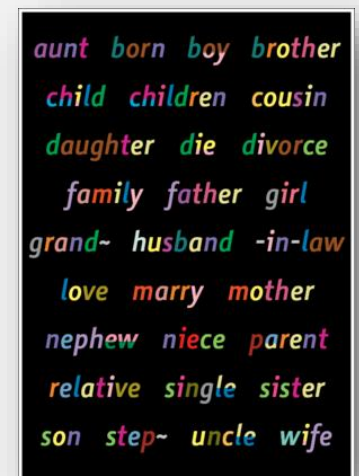 aunt born boy brother
child children cousin
daughter die divorce
family father girl
grand~ husband -in-law
love marry mother
nephew niece parent
relative single sister
son step~ uncle wife